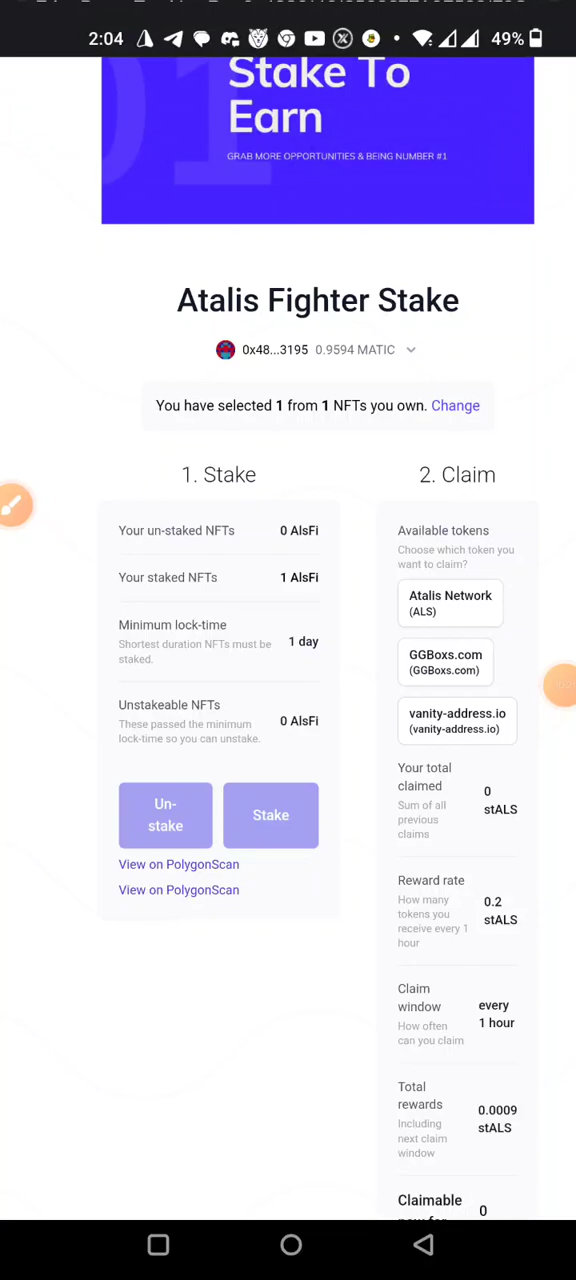 2:04
49%
Stake To
Earn
GRAB MORE OPPORTUNITIES & BEING NUMBER #1
Atalis Fighter Stake
0x48...3195 0.9594 MATIC
You have selected 1 from 1 NFTs you own. Change
1. Stake
Your un-staked NFTs 0 AlsFi
Your staked NFTs 1 AlsFi
Minimum lock-time
Shortest duration NFTs must be
staked.
1 day
Unstakeable NFTs
These passed the minimum
lock-time so you can unstake.
0 AlsFi
Un-
stake
Stake
View on PolygonScan
View on PolygonScan
2. Claim
Available tokens
Choose which token you
want to claim?
Atalis Network
(ALS)
GGBoxs.com
(GGBoxs.com)
vanity-address.io
(vanity-address.io)
Your total
claimed
Sum of all
previous
claims
0
stALS
Reward rate
How many
tokens you
receive every 1
hour
0.2
stALS
Claim
window
How often
can you claim
every
1 hour
Total
rewards
Including
next claim
window
0.0009
stALS
Claimable
0